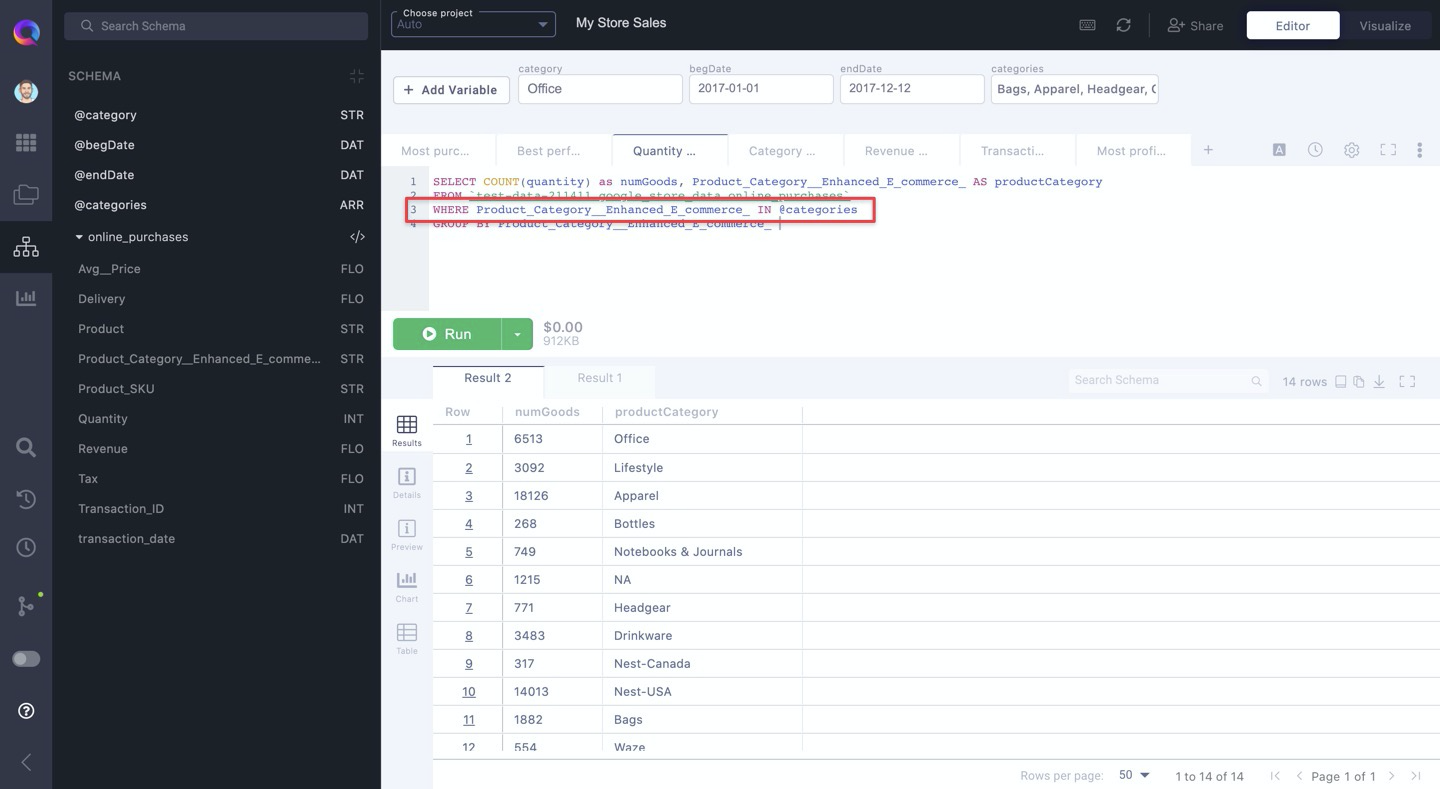 Search Schema
SCHEMA
@category STR
@begDate DAT
@endDate DAT
@categories ARR
online_purchases </>
Avg__Price FLO
Delivery FLO
Product STR
Product_Category__Enhanced_E_comme... STR
Product_SKU STR
Quantity INT
Revenue FLO
Tax FLO
Transaction_ID INT
transaction_date DAT
Choose project
Auto
My Store Sales
Share
Editor
Visualize
+ Add Variable
category
Office
begDate
2017-01-01
endDate
2017-12-12
categories
Bags, Apparel, Headgear,
Most purc...
Best perf...
Quantity ...
Category ...
Revenue ...
Transacti...
Most profi...
+
A
1 SELECT COUNT(quantity) as numGoods, Product_Category__Enhanced_E_commerce_ AS productCategory
2 FROM `test-data-211411.google_store_data.online_purchases`
3 WHERE Product_Category__Enhanced_E_commerce_ IN @categories
4 GROUP BY Product_Category__Enhanced_E_commerce_
Run
$0.00
912KB
Result 2
Result 1
Search Schema
14 rows
Results
Details
Preview
Chart
Table
Row numGoods productCategory
1 6513 Office
2 3092 Lifestyle
3 18126 Apparel
4 268 Bottles
5 749 Notebooks & Journals
6 1215 NA
7 771 Headgear
8 3483 Drinkware
9 317 Nest-Canada
10 14013 Nest-USA
11 1882 Bags
12 554 Waze
Rows per page: 50
1 to 14 of 14
Page 1 of 1